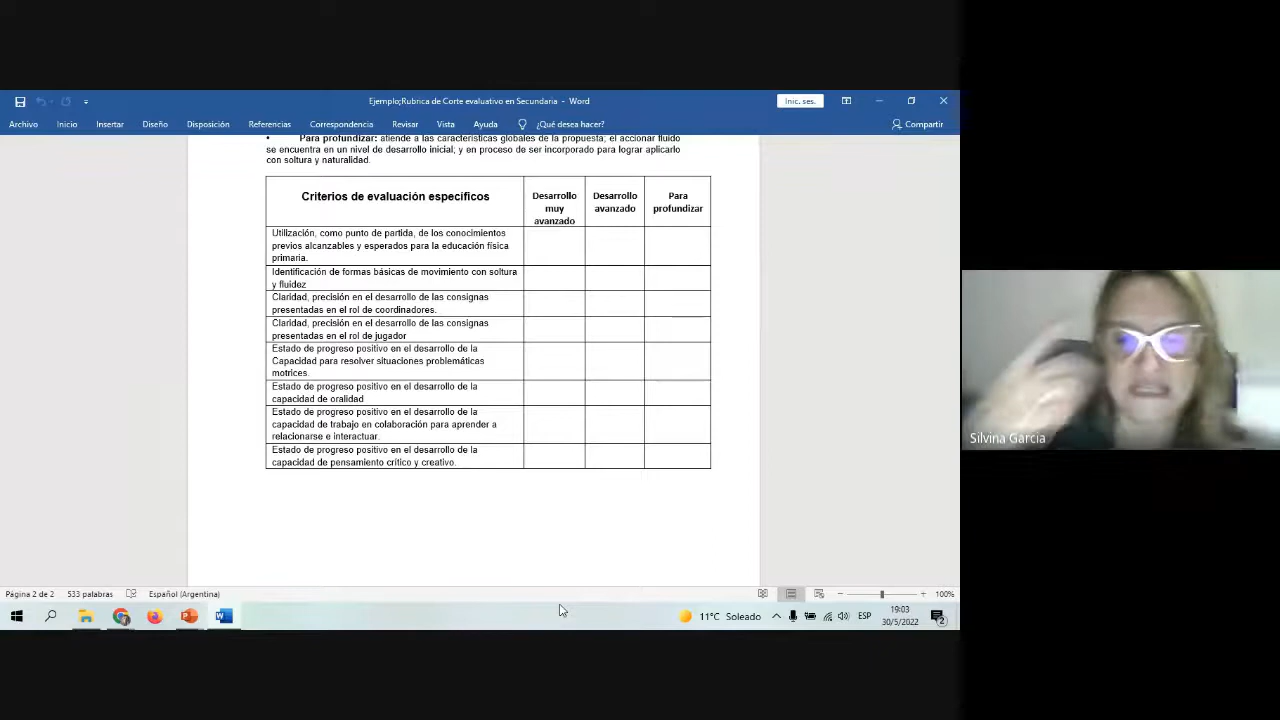 Ejemplo;Rubrica de Corte evaluativo en Secundaria - Word
Inic. ses.
Archivo Inicio Insertar Diseño Disposición Referencias Correspondencia Revisar Vista Ayuda ¿Qué desea hacer? Compartir
• Para profundizar: atiende a las características globales de la propuesta; el accionar fluido
se encuentra en un nivel de desarrollo inicial; y en proceso de ser incorporado para lograr aplicarlo
con soltura y naturalidad.
Criterios de evaluación específicos
Desarrollo
muy
avanzado
Desarrollo
avanzado
Para
profundizar
Utilización, como punto de partida, de los conocimientos
previos alcanzables y esperados para la educación física
primaria.
Identificación de formas básicas de movimiento con soltura
y fluidez
Claridad, precisión en el desarrollo de las consignas
presentadas en el rol de coordinadores.
Claridad, precisión en el desarrollo de las consignas
presentadas en el rol de jugador
Estado de progreso positivo en el desarrollo de la
Capacidad para resolver situaciones problemáticas
motrices.
Estado de progreso positivo en el desarrollo de la
capacidad de oralidad
Estado de progreso positivo en el desarrollo de la
capacidad de trabajo en colaboración para aprender a
relacionarse e interactuar.
Estado de progreso positivo en el desarrollo de la
capacidad de pensamiento crítico y creativo.
Silvina Garcia
Página 2 de 2 533 palabras Español (Argentina) 100%
11°C Soleado ESP
19:03
30/5/2022
2